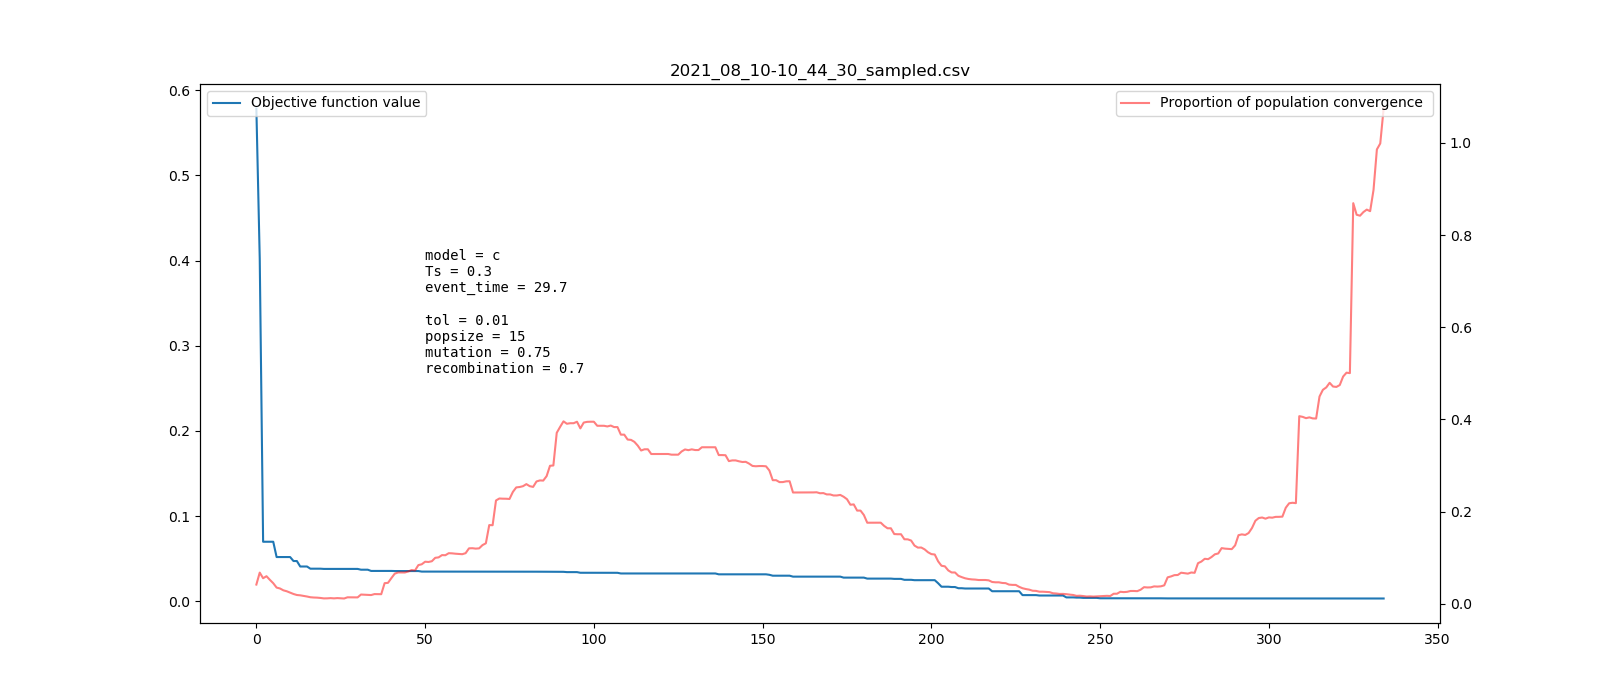 2021_08_10-10_44_30_sampled.csv
Objective function value
Proportion of population convergence
0.6
0.5
0.4
0.3
0.2
0.1
0.0
model = c
Ts = 0.3
event_time = 29.7
tol = 0.01
popsize = 15
mutation = 0.75
recombination = 0.7
1.0
0.8
0.6
0.4
0.2
0.0
0 50 100 150 200 250 300 350